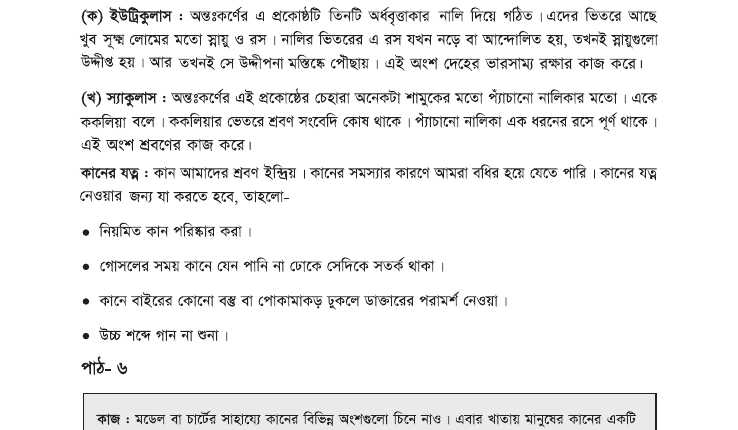 (ক) ইউট্রিকুলাস : অন্তঃকর্ণের এ প্রকোষ্ঠটি তিনটি অর্ধবৃত্তাকার নালি দিয়ে গঠিত। এদের ভিতরে আছে
খুব সূক্ষ্ম লোমের মতো স্নায়ু ও রস। নালির ভিতরের এ রস যখন নড়ে বা আন্দোলিত হয়, তখনই স্নায়ুগুলো
উদ্দীপ্ত হয়। আর তখনই সে উদ্দীপনা মস্তিষ্কে পৌছায়। এই অংশ দেহের ভারসাম্য রক্ষার কাজ করে।
(খ) স্যাকুলাস : অন্তঃকর্ণের এই প্রকোষ্ঠের চেহারা অনেকটা শামুকের মতো প্যাঁচানো নালিকার মতো। একে
ককলিয়া বলে। ককলিয়ার ভেতরে শ্রবণ সংবেদি কোষ থাকে। প্যাঁচানো নালিকা এক ধরনের রসে পূর্ণ থাকে।
এই অংশ শ্রবণের কাজ করে।
কানের যত্ন : কান আমাদের শ্রবণ ইন্দ্রিয়। কানের সমস্যার কারণে আমরা বধির হয়ে যেতে পারি। কানের যত্ন
নেওয়ার জন্য যা করতে হবে, তাহলো-
• নিয়মিত কান পরিষ্কার করা।
• গোসলের সময় কানে যেন পানি না ঢোকে সেদিকে সতর্ক থাকা।
• কানে বাইরের কোনো বস্তু বা পোকামাকড় ঢুকলে ডাক্তারের পরামর্শ নেওয়া।
• উচ্চ শব্দে গান না শুনা।
পাঠ- ৬
কাজ : মডেল বা চার্টের সাহায্যে কানের বিভিন্ন অংশগুলো চিনে নাও। এবার খাতায় মানুষের কানের একটি